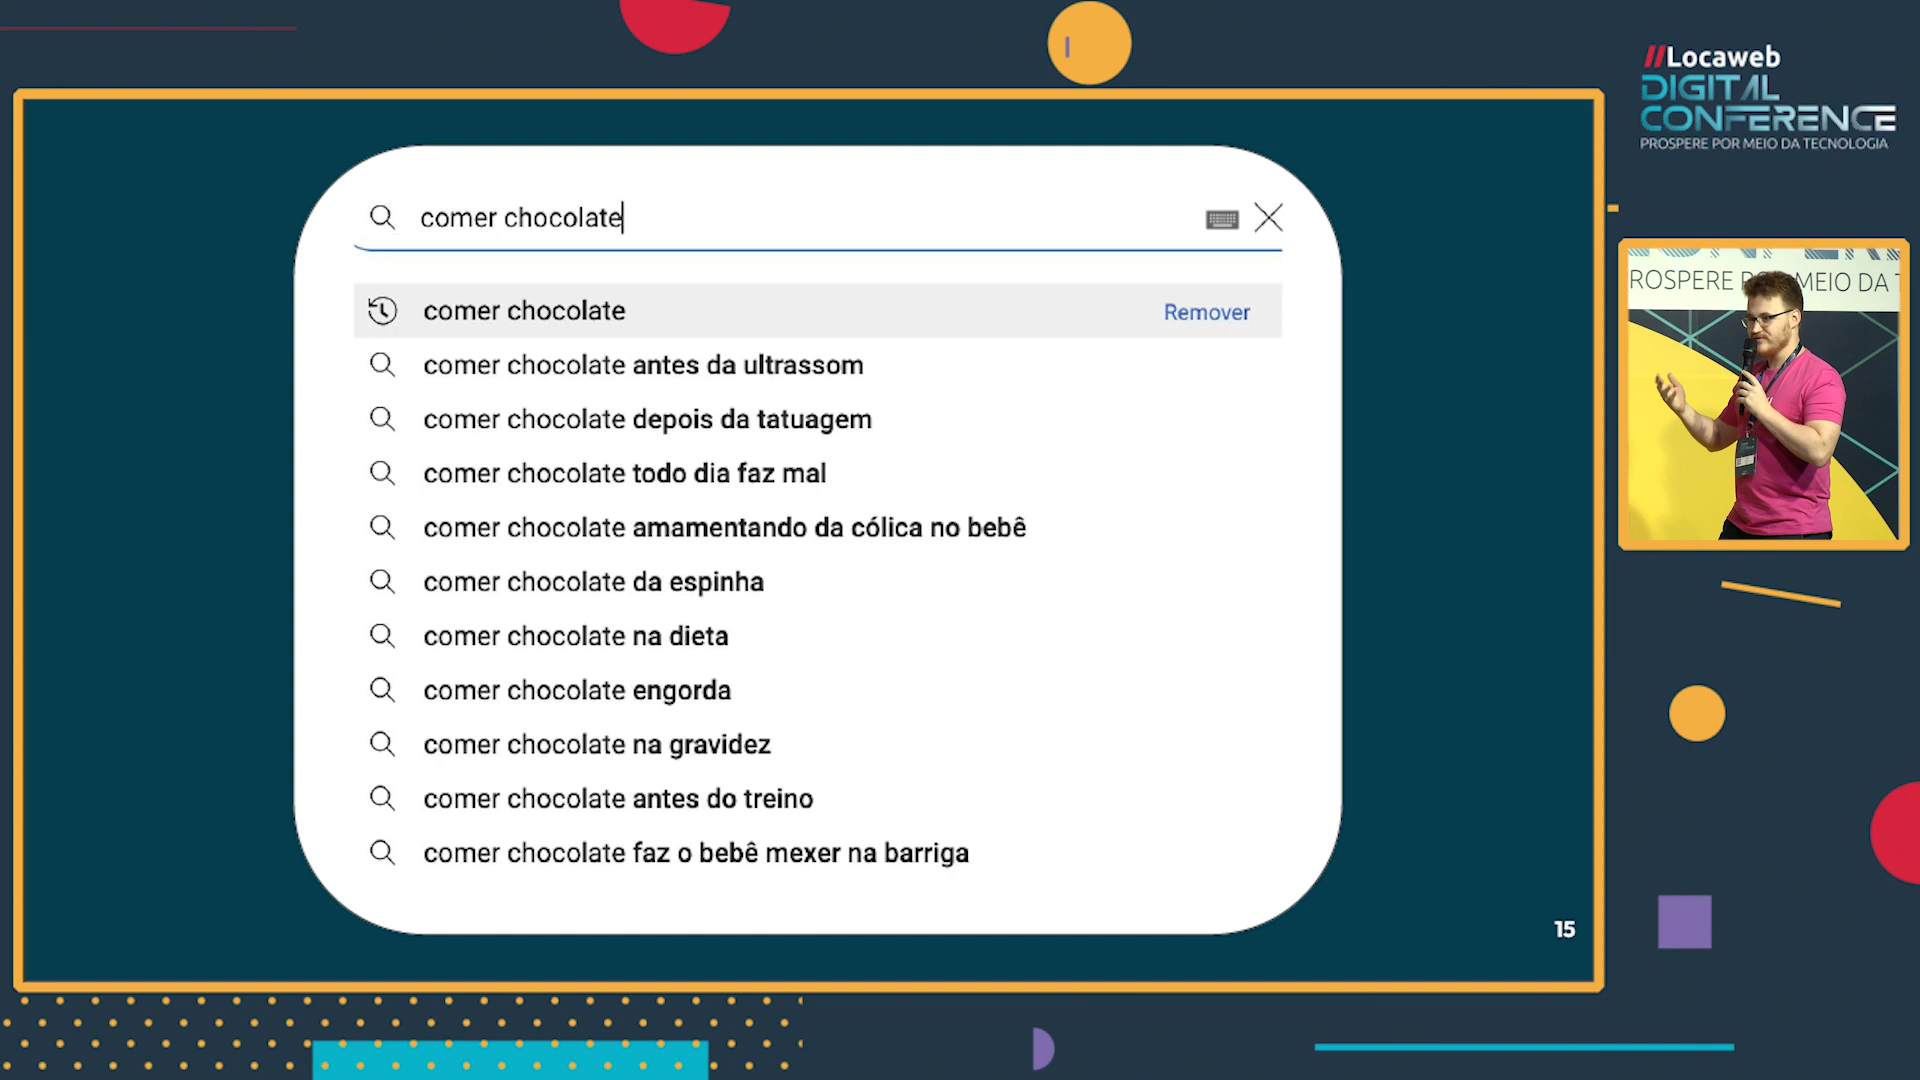 //Locaweb
DIGITAL
CONFERENCE
PROSPERE POR MEIO DA TECNOLOGIA
comer chocolate
comer chocolate Remover
comer chocolate antes da ultrassom
comer chocolate depois da tatuagem
comer chocolate todo dia faz mal
comer chocolate amamentando da cólica no bebê
comer chocolate da espinha
comer chocolate na dieta
comer chocolate engorda
comer chocolate na gravidez
comer chocolate antes do treino
comer chocolate faz o bebê mexer na barriga
15
MEIO DA